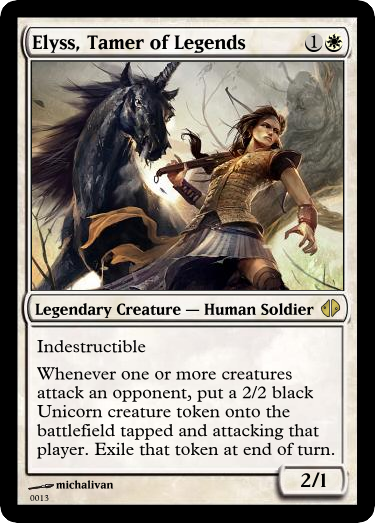 Elyss, Tamer of Legends 1
Legendary Creature — Human Soldier
Indestructible
Whenever one or more creatures
attack an opponent, put a 2/2 black
Unicorn creature token onto the
battlefield tapped and attacking that
player. Exile that token at end of turn.
michalivan
2/1
0013